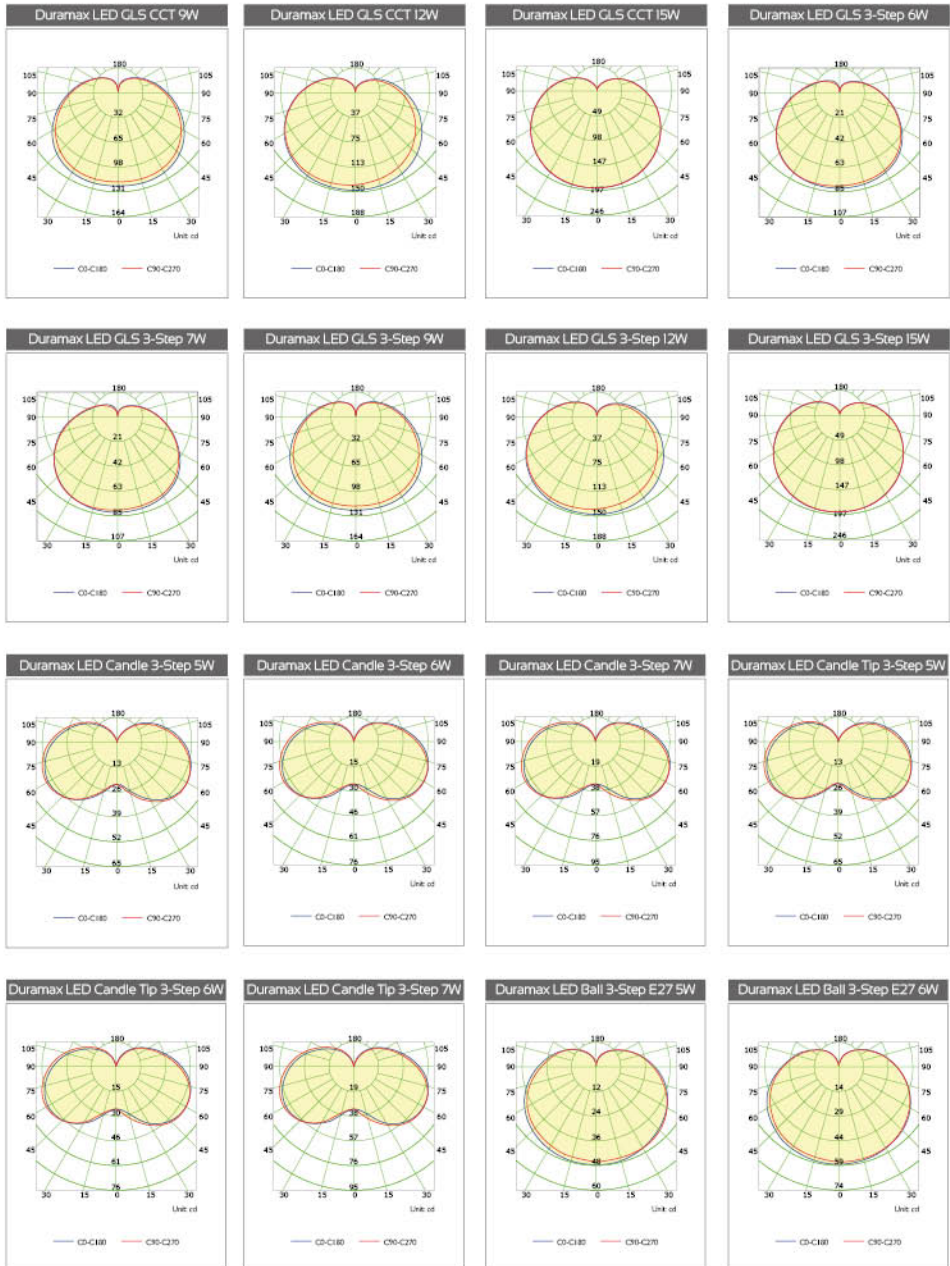 Duramax LED GLS CCT 9W
180
105 105
90 90
32
75 75
65
60 60
98
45 45
131
164
30 15 0 15 30
Unit: cd
C0-C180 C90-C270
Duramax LED GLS CCT 12W
180
105 105
90 90
37
75 75
75
60 60
113
45 45
150
188
30 15 0 15 30
Unit: cd
C0-C180 C90-C270
Duramax LED GLS CCT 15W
180
105 105
90 90
49
75 75
98
60 60
147
45 45
197
246
30 15 0 15 30
Unit: cd
C0-C180 C90-C270
Duramax LED GLS 3-Step 6W
180
105 105
90 90
21
75 75
42
60 60
63
45 45
85
107
30 15 0 15 30
Unit: cd
C0-C180 C90-C270
Duramax LED GLS 3-Step 7W
180
105 105
90 90
21
75 75
42
60 60
63
45 45
85
107
30 15 0 15 30
Unit: cd
C0-C180 C90-C270
Duramax LED GLS 3-Step 9W
180
105 105
90 90
32
75 75
65
60 60
98
45 45
131
164
30 15 0 15 30
Unit: cd
C0-C180 C90-C270
Duramax LED GLS 3-Step 12W
180
105 105
90 90
37
75 75
75
60 60
113
45 45
150
188
30 15 0 15 30
Unit: cd
C0-C180 C90-C270
Duramax LED GLS 3-Step 15W
180
105 105
90 90
49
75 75
98
60 60
147
45 45
197
246
30 15 0 15 30
Unit: cd
C0-C180 C90-C270
Duramax LED Candle 3-Step 5W
180
105 105
90 90
75 13 75
26
60 60
39
45 45
52
65
30 15 0 15 30
Unit: cd
C0-C180 C90-C270
Duramax LED Candle 3-Step 6W
180
105 105
90 90
75 15 75
30
60 60
46
45 45
61
76
30 15 0 15 30
Unit: cd
C0-C180 C90-C270
Duramax LED Candle 3-Step 7W
180
105 105
90 90
75 19 75
38
60 60
57
45 45
76
95
30 15 0 15 30
Unit: cd
C0-C180 C90-C270
Duramax LED Candle Tip 3-Step 5W
180
105 105
90 90
75 13 75
26
60 60
39
45 45
52
65
30 15 0 15 30
Unit: cd
C0-C180 C90-C270
Duramax LED Candle Tip 3-Step 6W
180
105 105
90 90
15
75 75
30
60 60
46
45 45
61
76
30 15 0 15 30
Unit: cd
C0-C180 C90-C270
Duramax LED Candle Tip 3-Step 7W
180
105 105
90 90
19
75 75
38
60 60
57
45 45
76
95
30 15 0 15 30
Unit: cd
C0-C180 C90-C270
Duramax LED Ball 3-Step E27 5W
180
105 105
90 90
12
75 75
24
60 60
36
45 45
48
60
30 15 0 15 30
Unit: cd
C0-C180 C90-C270
Duramax LED Ball 3-Step E27 6W
180
105 105
90 90
14
75 75
29
60 60
44
45 45
59
74
30 15 0 15 30
Unit: cd
C0-C180 C90-C270